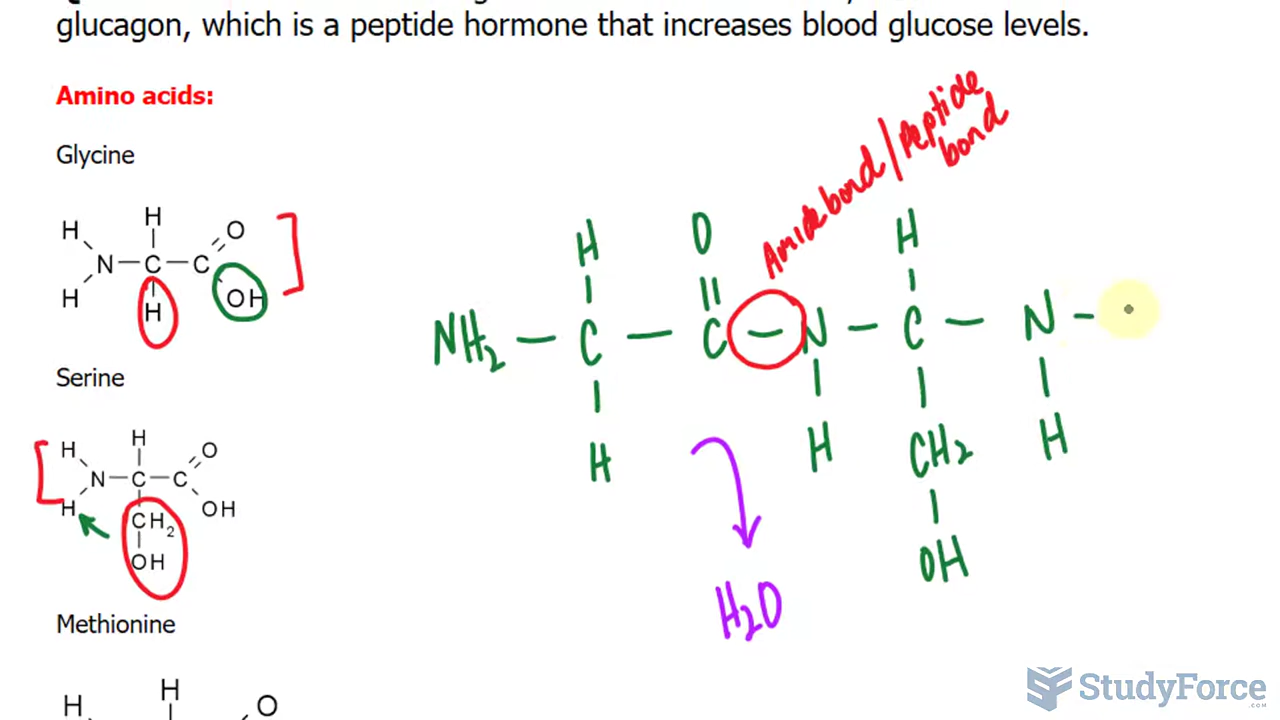 glucagon, which is a peptide hormone that increases blood glucose levels.
Amino acids:
Glycine
H H O
N C C
H H OH
Serine
H H O
N C C
H CH2 OH
OH
Methionine
H H O
Amide bond / Peptide bond
H O H
NH2 — C — C — N — C — N —
H H CH2 H
OH
H2O
StudyForce
.COM